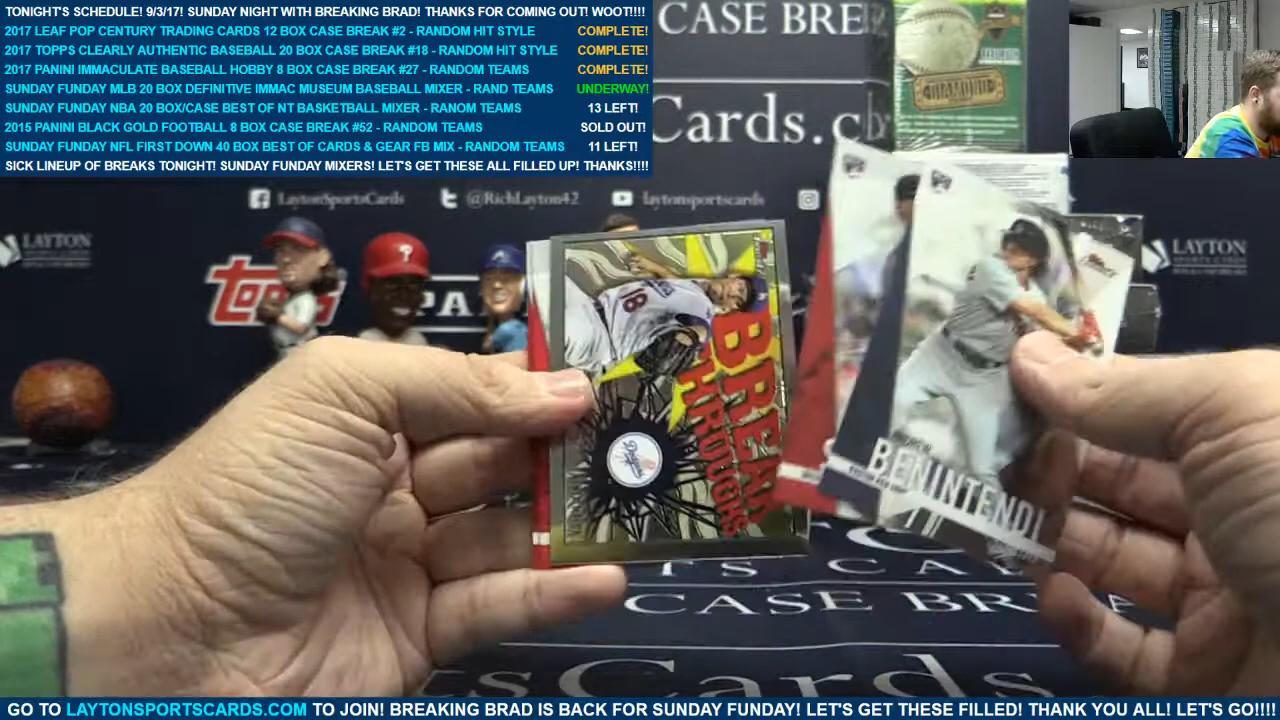 TONIGHT'S SCHEDULE! 9/3/17! SUNDAY NIGHT WITH BREAKING BRAD! THANKS FOR COMING OUT! WOOT!!!!
2017 LEAF POP CENTURY TRADING CARDS 12 BOX CASE BREAK #2 - RANDOM HIT STYLE COMPLETE!
2017 TOPPS CLEARLY AUTHENTIC BASEBALL 20 BOX CASE BREAK #18 - RANDOM HIT STYLE COMPLETE!
2017 PANINI IMMACULATE BASEBALL HOBBY 8 BOX CASE BREAK #27 - RANDOM TEAMS COMPLETE!
SUNDAY FUNDAY MLB 20 BOX DEFINITIVE IMMAC MUSEUM BASEBALL MIXER - RAND TEAMS UNDERWAY!
SUNDAY FUNDAY NBA 20 BOX/CASE BEST OF NT BASKETBALL MIXER - RANOM TEAMS 13 LEFT!
2015 PANINI BLACK GOLD FOOTBALL 8 BOX CASE BREAK #52 - RANDOM TEAMS SOLD OUT!
SUNDAY FUNDAY NFL FIRST DOWN 40 BOX BEST OF CARDS & GEAR FB MIX - RANDOM TEAMS 11 LEFT!
SICK LINEUP OF BREAKS TONIGHT! SUNDAY FUNDAY MIXERS! LET'S GET THESE ALL FILLED UP! THANKS!!!!
CASE BRE
Cards.c
DIAMOND
LaytonSportsCards
@RichLayton42
laytonsportscards
LAYTON
LAYTON
topps
PA
18
BREAK
THROUGHS
Dodgers
BENINTENDI
TS CA
CASE BR
tsCards
GO TO LAYTONSPORTSCARDS.COM TO JOIN! BREAKING BRAD IS BACK FOR SUNDAY FUNDAY! LET'S GET THESE FILLED! THANK YOU ALL! LET'S GO!!!!